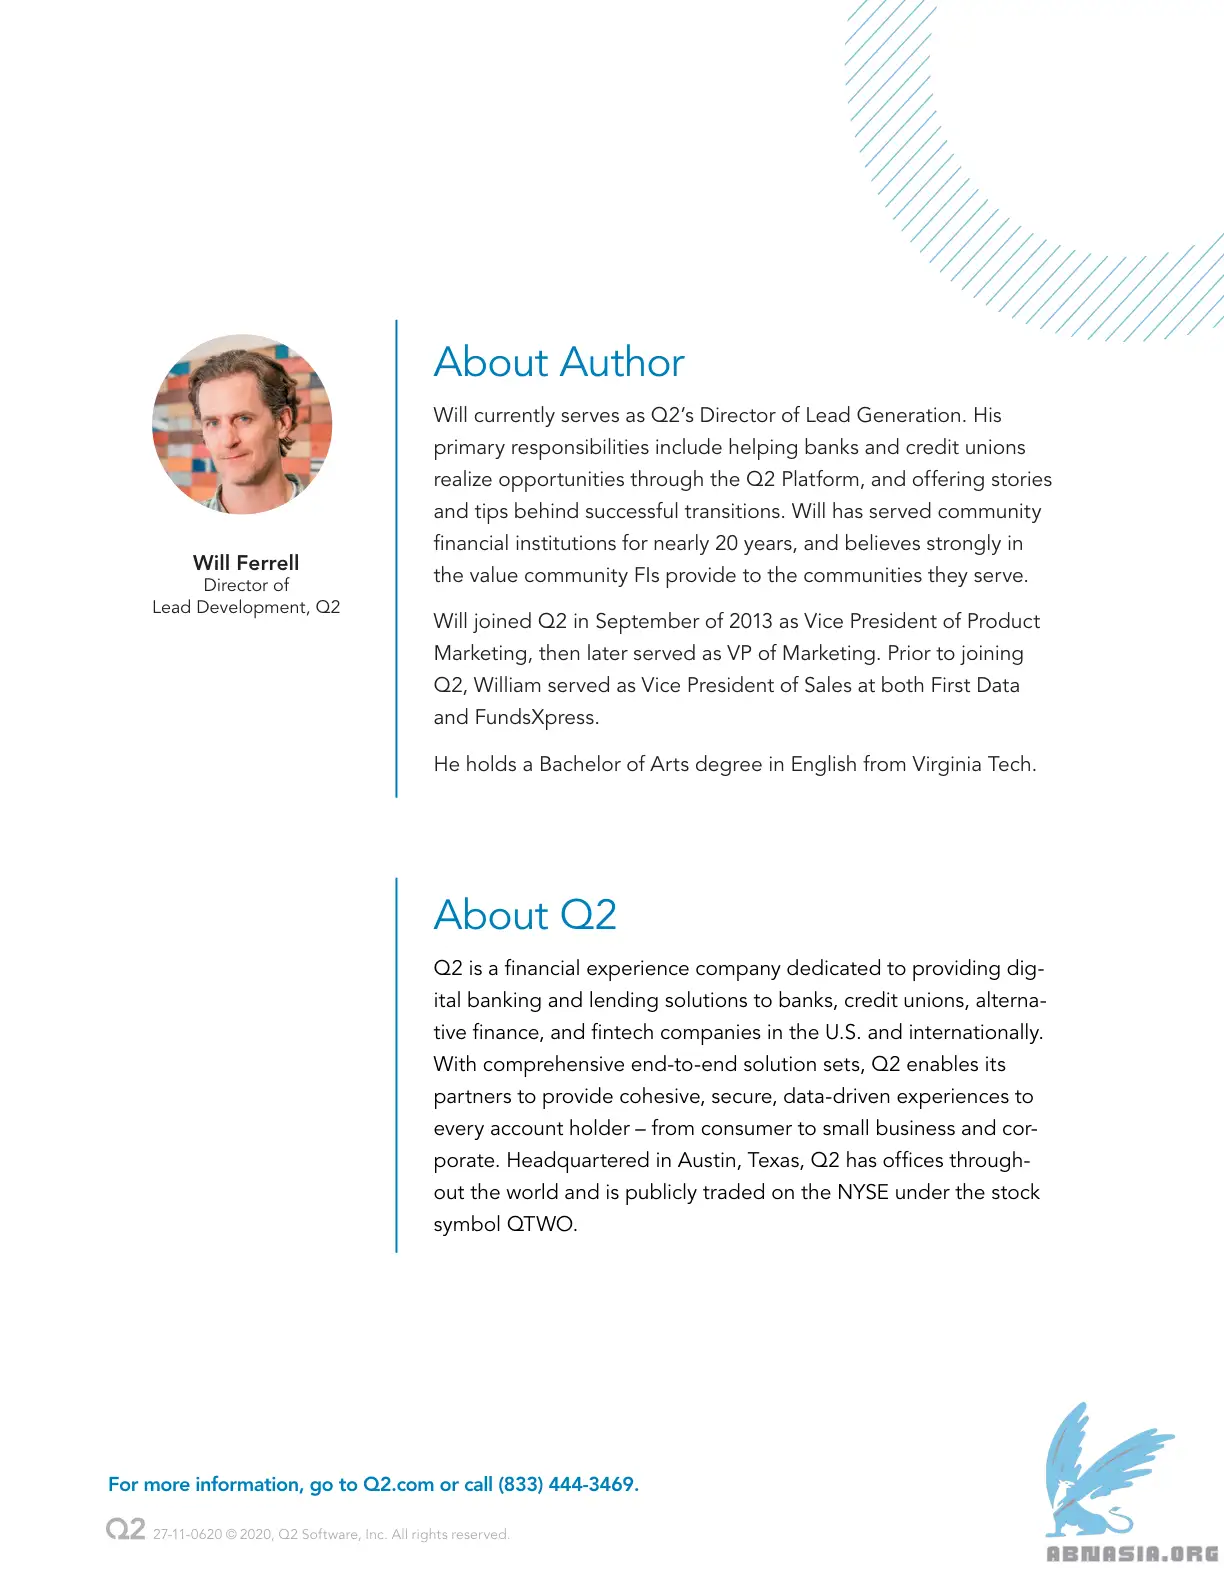 About Author
Will currently serves as Q2’s Director of Lead Generation. His
primary responsibilities include helping banks and credit unions
realize opportunities through the Q2 Platform, and offering stories
and tips behind successful transitions. Will has served community
financial institutions for nearly 20 years, and believes strongly in
the value community FIs provide to the communities they serve.
Will joined Q2 in September of 2013 as Vice President of Product
Marketing, then later served as VP of Marketing. Prior to joining
Q2, William served as Vice President of Sales at both First Data
and FundsXpress.
He holds a Bachelor of Arts degree in English from Virginia Tech.
Will Ferrell
Director of
Lead Development, Q2
About Q2
Q2 is a financial experience company dedicated to providing dig-
ital banking and lending solutions to banks, credit unions, alterna-
tive finance, and fintech companies in the U.S. and internationally.
With comprehensive end-to-end solution sets, Q2 enables its
partners to provide cohesive, secure, data-driven experiences to
every account holder – from consumer to small business and cor-
porate. Headquartered in Austin, Texas, Q2 has offices through-
out the world and is publicly traded on the NYSE under the stock
symbol QTWO.
For more information, go to Q2.com or call (833) 444-3469.
Q2 27-11-0620 © 2020, Q2 Software, Inc. All rights reserved.
ABNASIA.ORG